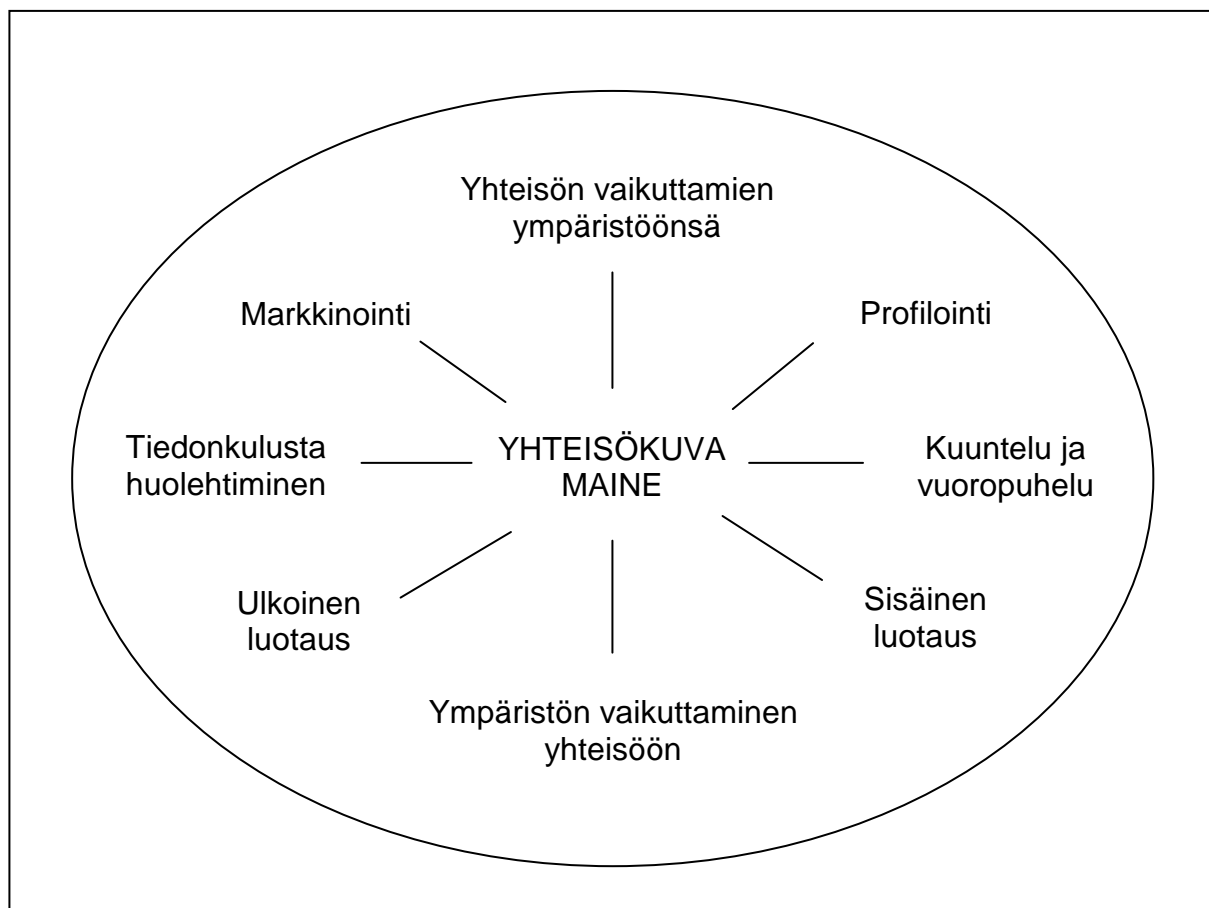 Yhteisön vaikuttamien
ympäristöönsä
Markkinointi
Profilointi
Tiedonkulusta
huolehtiminen
YHTEISÖKUVA
MAINE
Kuuntelu ja
vuoropuhelu
Ulkoinen
luotaus
Sisäinen
luotaus
Ympäristön vaikuttaminen
yhteisöön